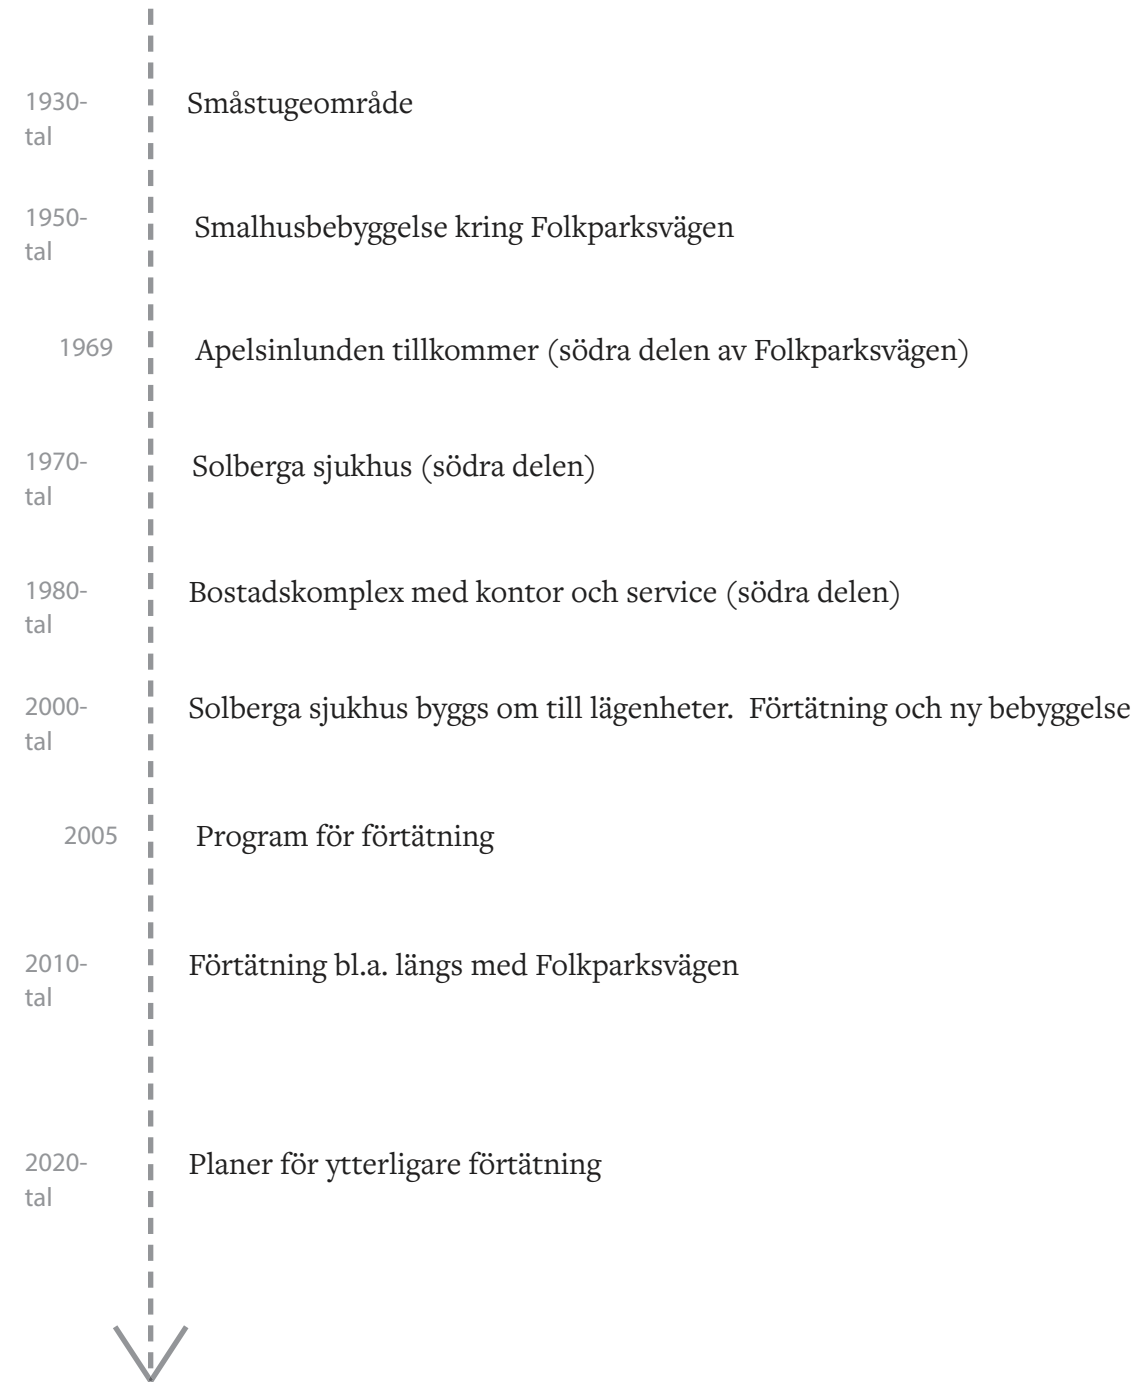 1930-
tal
Småstugeområde
1950-
tal
Smalhusbebyggelse kring Folkparksvägen
1969
Apelsinlunden tillkommer (södra delen av Folkparksvägen)
1970-
tal
Solberga sjukhus (södra delen)
1980-
tal
Bostadskomplex med kontor och service (södra delen)
2000-
tal
Solberga sjukhus byggs om till lägenheter. Förtätning och ny bebyggelse
2005
Program för förtätning
2010-
tal
Förtätning bl.a. längs med Folkparksvägen
2020-
tal
Planer för ytterligare förtätning